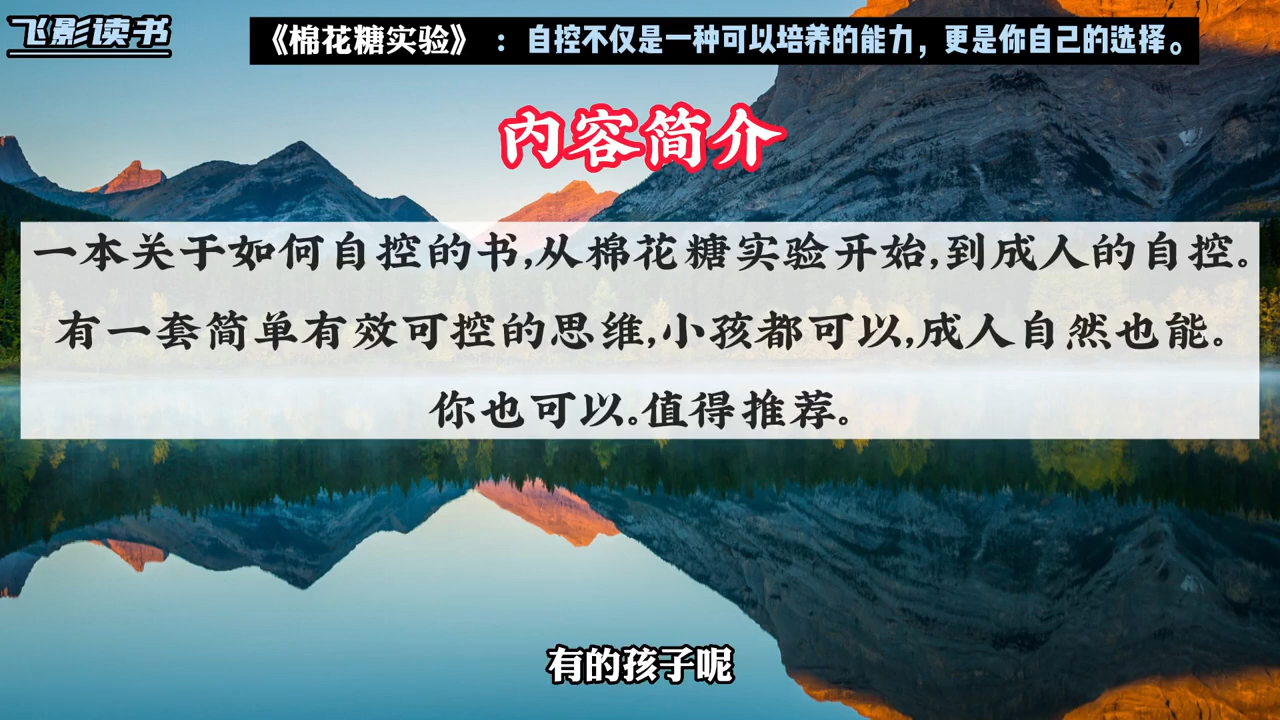 飞影读书
《棉花糖实验》 ：自控不仅是一种可以培养的能力，更是你自己的选择。
内容简介
一本关于如何自控的书,从棉花糖实验开始,到成人的自控。
有一套简单有效可控的思维,小孩都可以,成人自然也能。
你也可以。值得推荐。
有的孩子呢